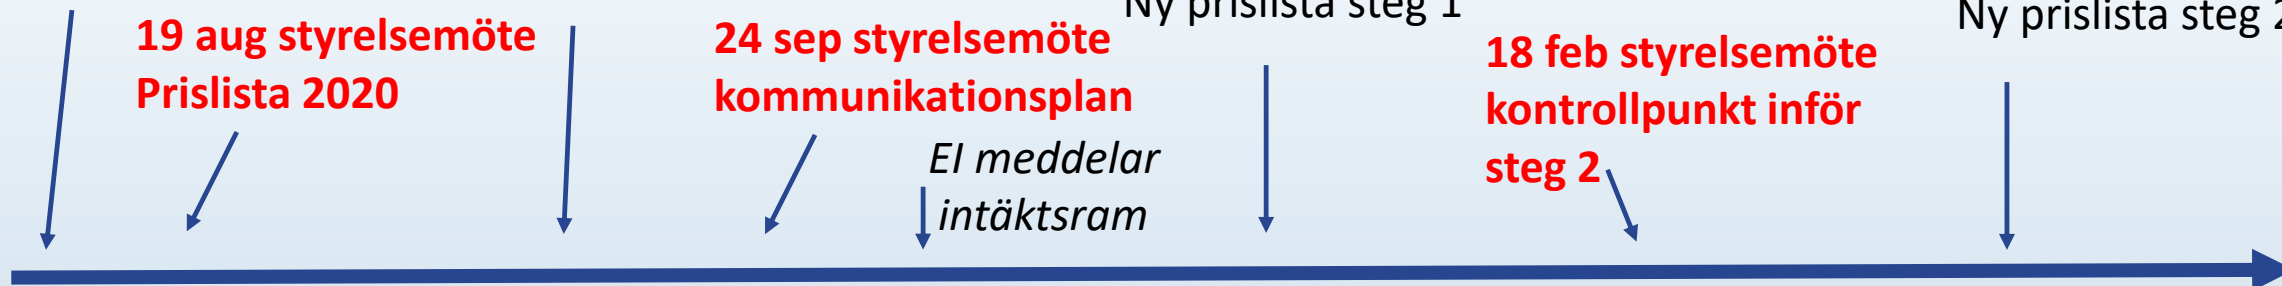 19 aug styrelsemöte
Prislista 2020
24 sep styrelsemöte
kommunikationsplan
EI meddelar
intäktsram
Ny prislista steg 1
18 feb styrelsemöte
kontrollpunkt inför
steg 2
Ny prislista steg 2